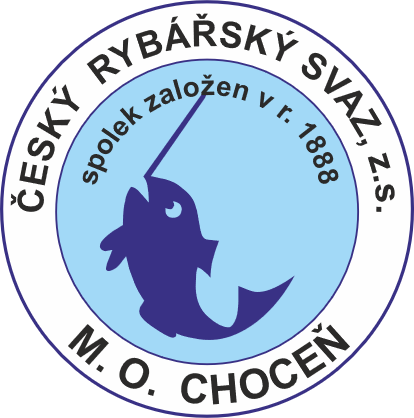 ČESKÝ RYBÁŘSKÝ SVAZ, z.s.
spolek založen v r. 1888
M. O. CHOCEŇ